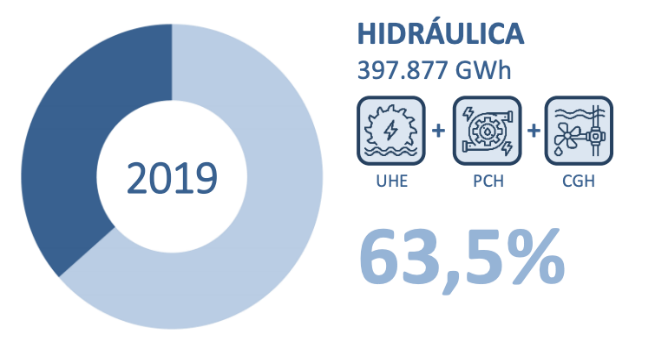 2019
HIDRÁULICA
397.877 GWh
+ +
UHE PCH CGH
63,5%